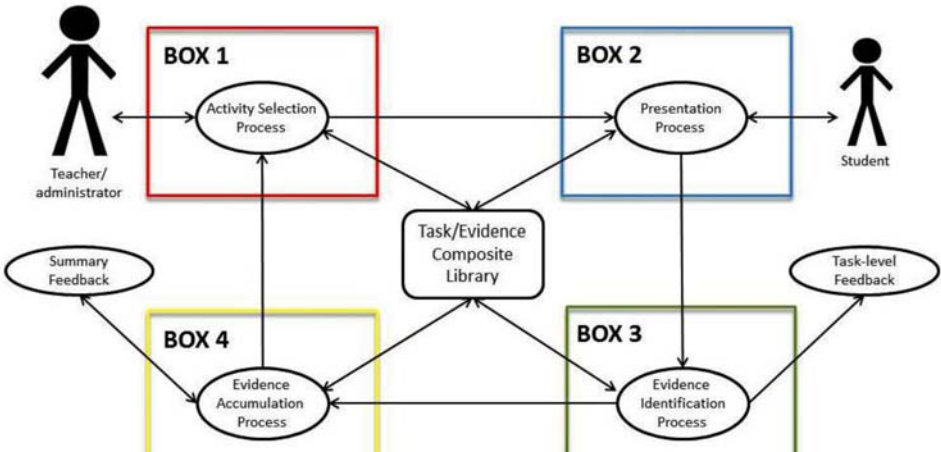 BOX 1
Activity Selection
Process
BOX 2
Presentation
Process
Teacher/
administrator
Student
Task/Evidence
Composite
Library
Summary
Feedback
Task-level
Feedback
BOX 4
Evidence
Accumulation
Process
BOX 3
Evidence
Identification
Process